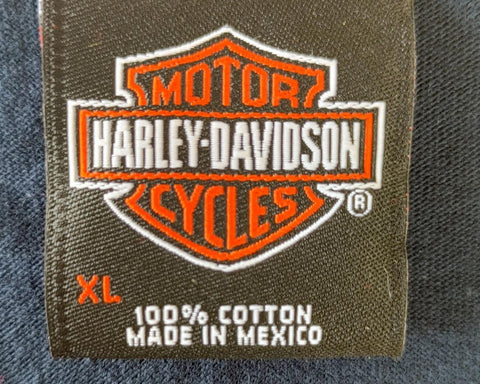 MOTOR
HARLEY-DAVIDSON
CYCLES
®
XL
100% COTTON
MADE IN MEXICO